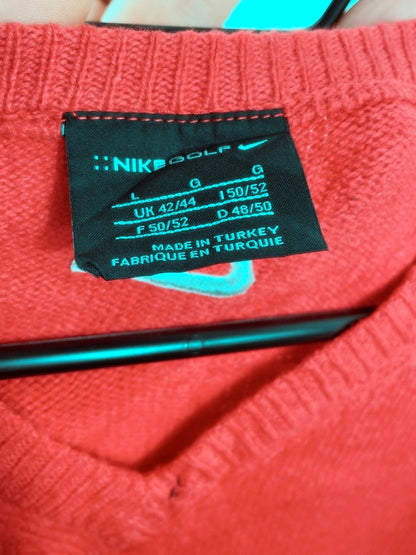 NIKEGOLF
L G G
UK 42/44 I 50/52
F 50/52 D 48/50
MADE IN TURKEY
FABRIQUE EN TURQUIE